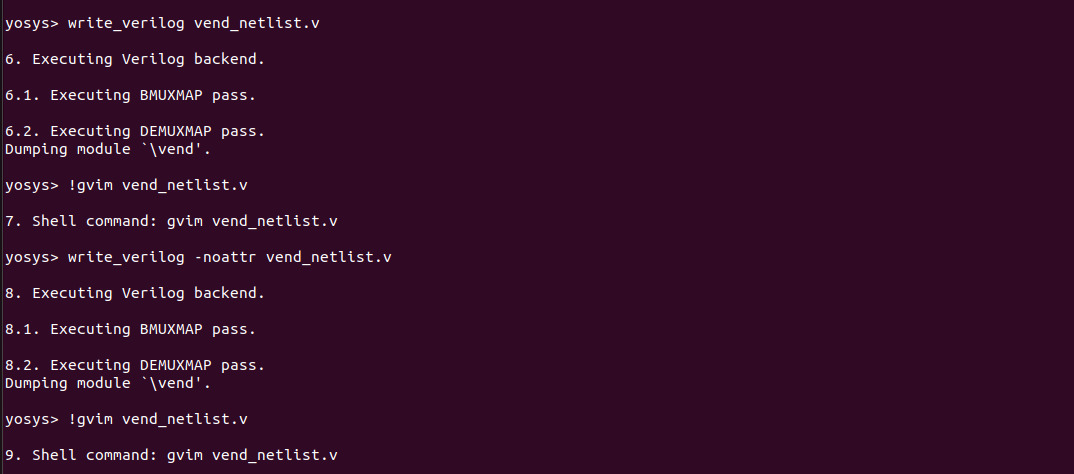 yosys> write_verilog vend_netlist.v
6. Executing Verilog backend.
6.1. Executing BMUXMAP pass.
6.2. Executing DEMUXMAP pass.
Dumping module `\vend'.
yosys> !gvim vend_netlist.v
7. Shell command: gvim vend_netlist.v
yosys> write_verilog -noattr vend_netlist.v
8. Executing Verilog backend.
8.1. Executing BMUXMAP pass.
8.2. Executing DEMUXMAP pass.
Dumping module `\vend'.
yosys> !gvim vend_netlist.v
9. Shell command: gvim vend_netlist.v